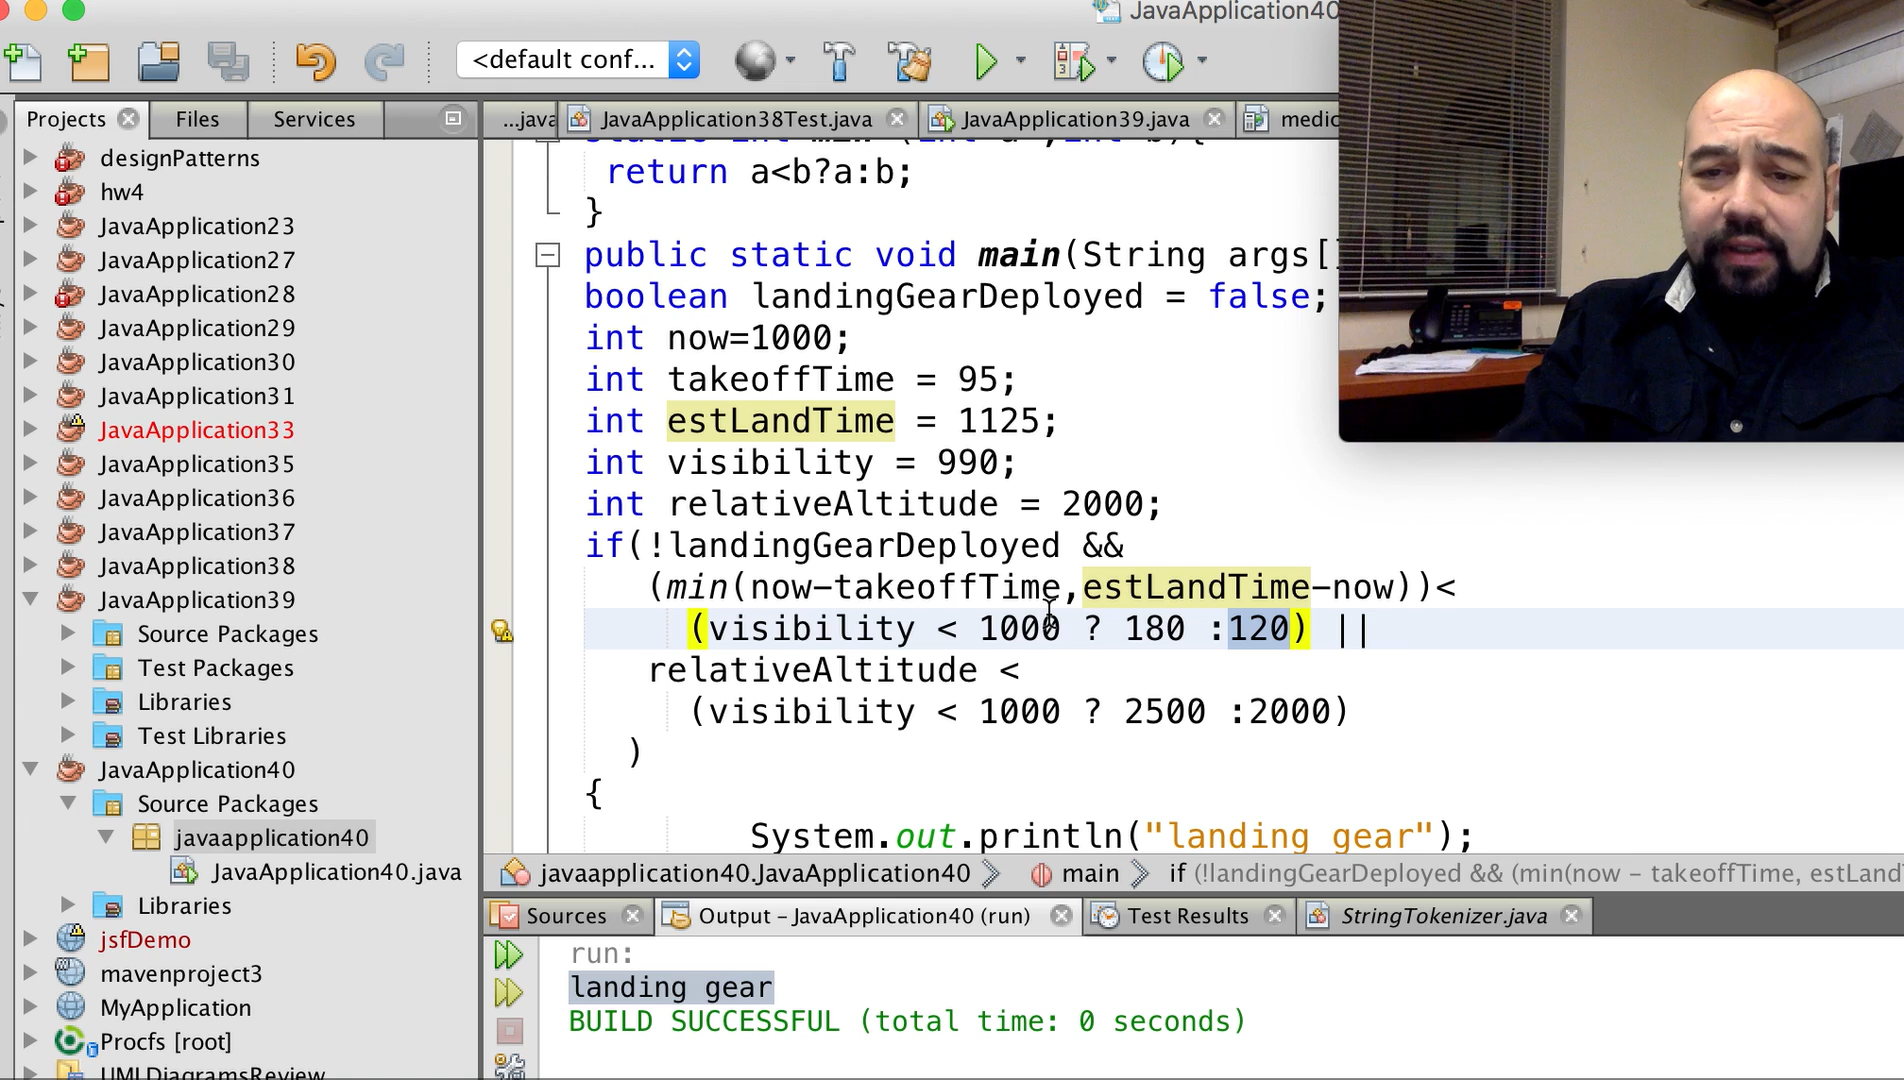 JavaApplication40
<default conf...
Projects
Files
Services
...java
JavaApplication38Test.java
JavaApplication39.java
medic
designPatterns
hw4
JavaApplication23
JavaApplication27
JavaApplication28
JavaApplication29
JavaApplication30
JavaApplication31
JavaApplication33
JavaApplication35
JavaApplication36
JavaApplication37
JavaApplication38
JavaApplication39
Source Packages
Test Packages
Libraries
Test Libraries
JavaApplication40
Source Packages
javaapplication40
JavaApplication40.java
Libraries
jsfDemo
mavenproject3
MyApplication
Procfs [root]
UMLDiagramsReview
static int min (int a ,int b){
return a<b?a:b;
}
public static void main(String args[]
boolean landingGearDeployed = false;
int now=1000;
int takeoffTime = 95;
int estLandTime = 1125;
int visibility = 990;
int relativeAltitude = 2000;
if(!landingGearDeployed &&
(min(now-takeoffTime,estLandTime-now))<
(visibility < 1000 ? 180 :120) ||
relativeAltitude <
(visibility < 1000 ? 2500 :2000)
)
{
System.out.println("landing gear");
javaapplication40.JavaApplication40
main
if (!landingGearDeployed && (min(now - takeoffTime, estLand
Sources
Output - JavaApplication40 (run)
Test Results
StringTokenizer.java
run:
landing gear
BUILD SUCCESSFUL (total time: 0 seconds)